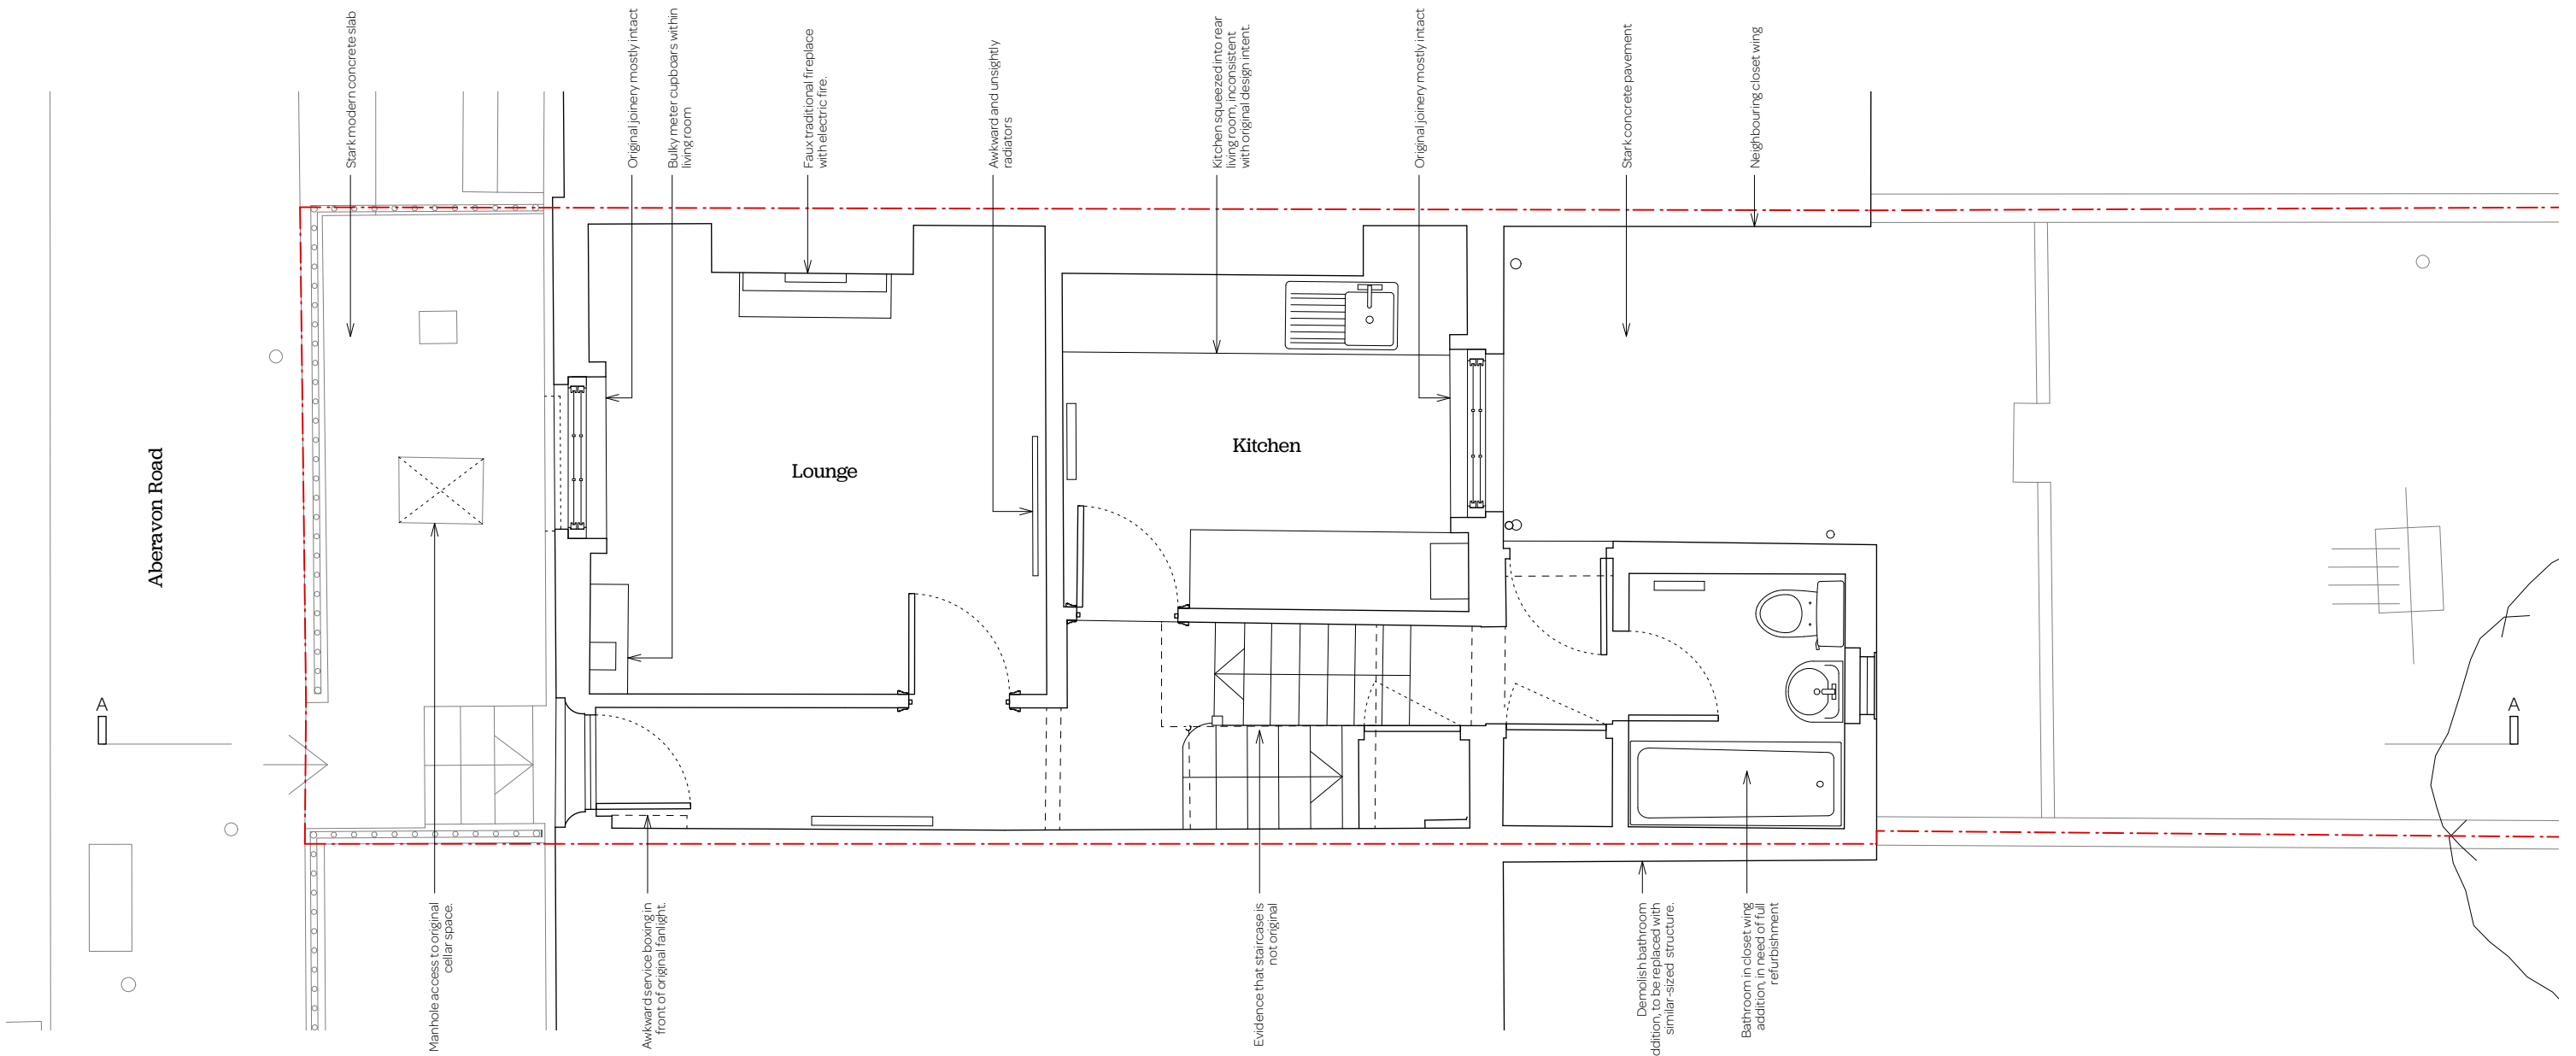 Stark modern concrete slab
Original joinery mostly intact
Bulky meter cupboars within
living room
Faux traditional fireplace
with electric fire.
Awkward and unsightly
radiators
Kitchen squeezed into rear
living room, inconsistent
with original design intent.
Original joinery mostly intact
Stark concrete pavement
Neighbouring closet wing
Aberavon Road
Lounge
Kitchen
A
A
Manhole access to original
cellar space.
Awkward service boxing in
front of original fanlight.
Evidence that staircase is
not original
Demolish bathroom
ddition, to be replaced with
similar-sized structure.
Bathroom in closet wing
addition, in need of full
refurbishment